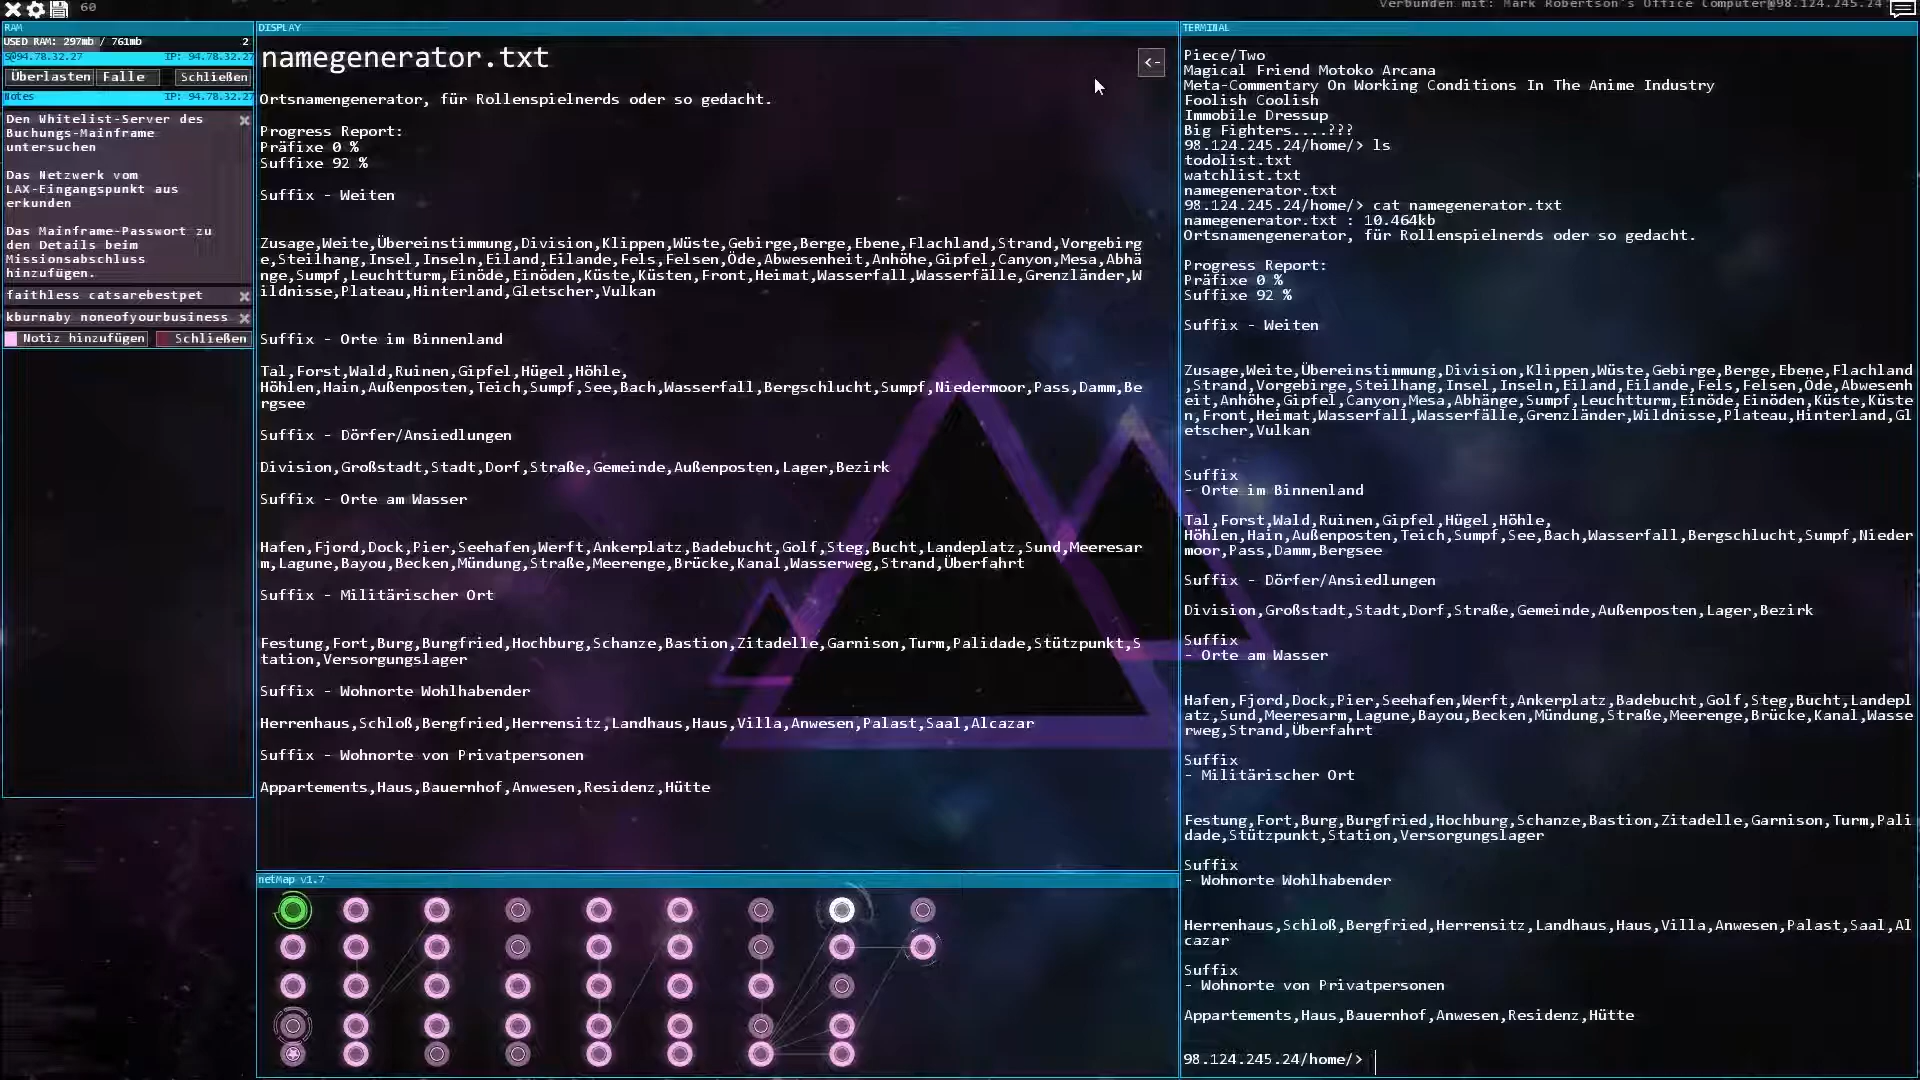 60
Verbunden mit: Mark Robertson's Office Computer@98.124.245.24
RAM
USED RAM: 297mb / 761mb 2
S@94.78.32.27 IP: 94.78.32.27
Überlasten Falle Schließen
Notes IP: 94.78.32.27
Den Whitelist-Server des
Buchungs-Mainframe
untersuchen
Das Netzwerk vom
LAX-Eingangspunkt aus
erkunden
Das Mainframe-Passwort zu
den Details beim
Missionsabschluss
hinzufügen.
faithless catsarebestpet
kburnaby noneofyourbusiness
Notiz hinzufügen Schließen
DISPLAY
namegenerator.txt
<-
Ortsnamengenerator, für Rollenspielnerds oder so gedacht.
Progress Report:
Präfixe 0 %
Suffixe 92 %
Suffix - Weiten
Zusage,Weite,Übereinstimmung,Division,Klippen,Wüste,Gebirge,Berge,Ebene,Flachland,Strand,Vorgebirg
e,Steilhang,Insel,Inseln,Eiland,Eilande,Fels,Felsen,Öde,Abwesenheit,Anhöhe,Gipfel,Canyon,Mesa,Abhä
nge,Sumpf,Leuchtturm,Einöde,Einöden,Küste,Küsten,Front,Heimat,Wasserfall,Wasserfälle,Grenzländer,W
ildnisse,Plateau,Hinterland,Gletscher,Vulkan
Suffix - Orte im Binnenland
Tal,Forst,Wald,Ruinen,Gipfel,Hügel,Höhle,
Höhlen,Hain,Außenposten,Teich,Sumpf,See,Bach,Wasserfall,Bergschlucht,Sumpf,Niedermoor,Pass,Damm,Be
rgsee
Suffix - Dörfer/Ansiedlungen
Division,Großstadt,Stadt,Dorf,Straße,Gemeinde,Außenposten,Lager,Bezirk
Suffix - Orte am Wasser
Hafen,Fjord,Dock,Pier,Seehafen,Werft,Ankerplatz,Badebucht,Golf,Steg,Bucht,Landeplatz,Sund,Meeresar
m,Lagune,Bayou,Becken,Mündung,Straße,Meerenge,Brücke,Kanal,Wasserweg,Strand,Überfahrt
Suffix - Militärischer Ort
Festung,Fort,Burg,Burgfried,Hochburg,Schanze,Bastion,Zitadelle,Garnison,Turm,Palidade,Stützpunkt,S
tation,Versorgungslager
Suffix - Wohnorte Wohlhabender
Herrenhaus,Schloß,Bergfried,Herrensitz,Landhaus,Haus,Villa,Anwesen,Palast,Saal,Alcazar
Suffix - Wohnorte von Privatpersonen
Appartements,Haus,Bauernhof,Anwesen,Residenz,Hütte
netMap v1.7
TERMINAL
Piece/Two
Magical Friend Motoko Arcana
Meta-Commentary On Working Conditions In The Anime Industry
Foolish Coolish
Immobile Dressup
Big Fighters....???
98.124.245.24/home/> ls
todolist.txt
watchlist.txt
namegenerator.txt
98.124.245.24/home/> cat namegenerator.txt
namegenerator.txt : 10.464kb
Ortsnamengenerator, für Rollenspielnerds oder so gedacht.
Progress Report:
Präfixe 0 %
Suffixe 92 %
Suffix - Weiten
Zusage,Weite,Übereinstimmung,Division,Klippen,Wüste,Gebirge,Berge,Ebene,Flachland
,Strand,Vorgebirge,Steilhang,Insel,Inseln,Eiland,Eilande,Fels,Felsen,Öde,Abwesenh
eit,Anhöhe,Gipfel,Canyon,Mesa,Abhänge,Sumpf,Leuchtturm,Einöde,Einöden,Küste,Küste
n,Front,Heimat,Wasserfall,Wasserfälle,Grenzländer,Wildnisse,Plateau,Hinterland,Gl
etscher,Vulkan
Suffix
- Orte im Binnenland
Tal,Forst,Wald,Ruinen,Gipfel,Hügel,Höhle,
Höhlen,Hain,Außenposten,Teich,Sumpf,See,Bach,Wasserfall,Bergschlucht,Sumpf,Nieder
moor,Pass,Damm,Bergsee
Suffix - Dörfer/Ansiedlungen
Division,Großstadt,Stadt,Dorf,Straße,Gemeinde,Außenposten,Lager,Bezirk
Suffix
- Orte am Wasser
Hafen,Fjord,Dock,Pier,Seehafen,Werft,Ankerplatz,Badebucht,Golf,Steg,Bucht,Landepl
atz,Sund,Meeresarm,Lagune,Bayou,Becken,Mündung,Straße,Meerenge,Brücke,Kanal,Wasse
rweg,Strand,Überfahrt
Suffix
- Militärischer Ort
Festung,Fort,Burg,Burgfried,Hochburg,Schanze,Bastion,Zitadelle,Garnison,Turm,Pali
dade,Stützpunkt,Station,Versorgungslager
Suffix
- Wohnorte Wohlhabender
Herrenhaus,Schloß,Bergfried,Herrensitz,Landhaus,Haus,Villa,Anwesen,Palast,Saal,Al
cazar
Suffix
- Wohnorte von Privatpersonen
Appartements,Haus,Bauernhof,Anwesen,Residenz,Hütte
98.124.245.24/home/>